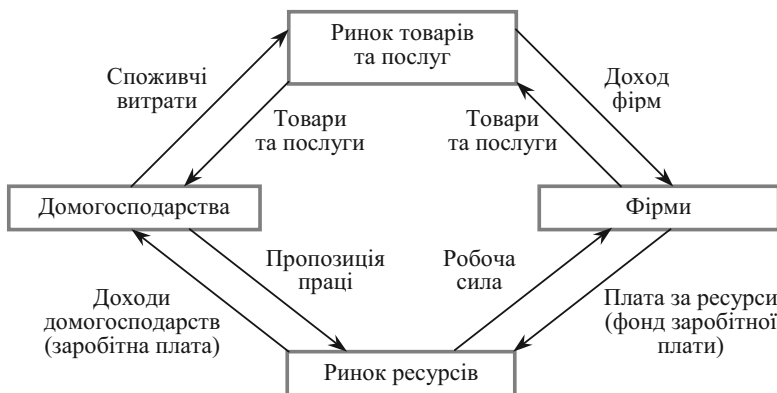 Ринок товарів
та послуг
Споживчі
витрати
Доход
фірм
Товари
та послуги
Товари
та послуги
Домогосподарства
Фірми
Пропозиція
праці
Робоча
сила
Доходи
домогосподарств
(заробітна плата)
Плата за ресурси
(фонд заробітної
плати)
Ринок ресурсів